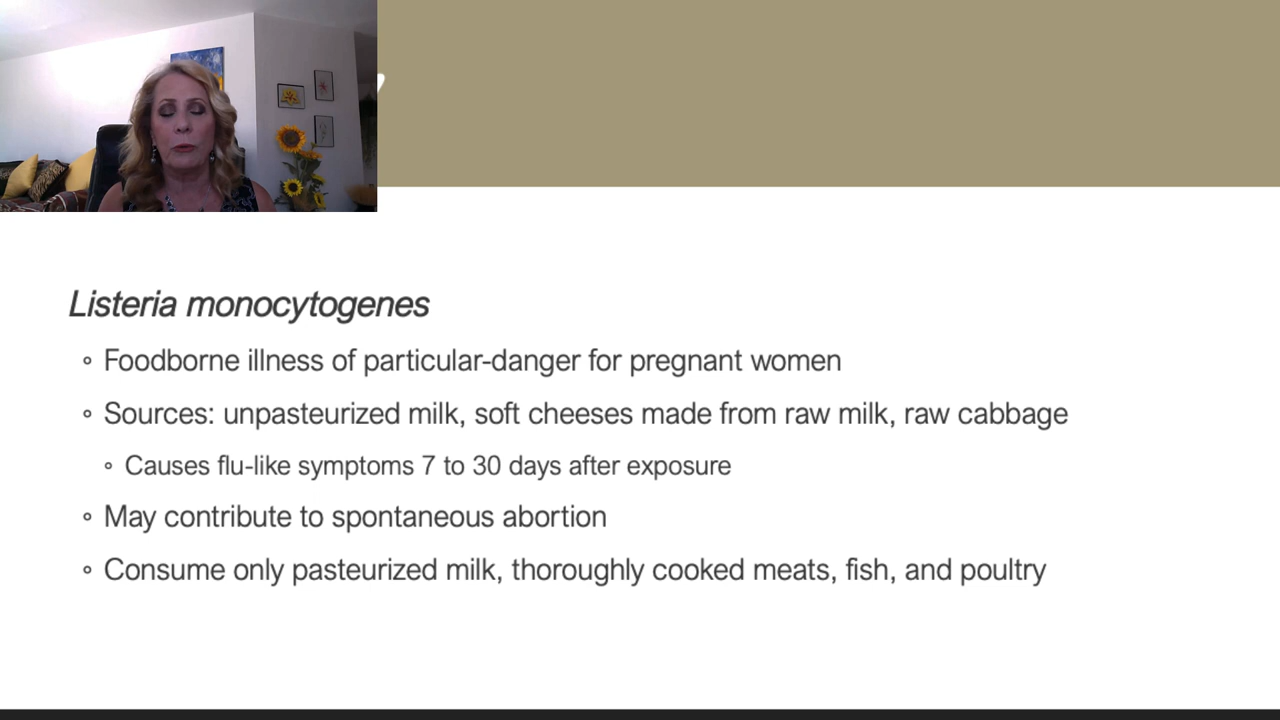 Listeria monocytogenes
Foodborne illness of particular-danger for pregnant women
Sources: unpasteurized milk, soft cheeses made from raw milk, raw cabbage
Causes flu-like symptoms 7 to 30 days after exposure
May contribute to spontaneous abortion
Consume only pasteurized milk, thoroughly cooked meats, fish, and poultry